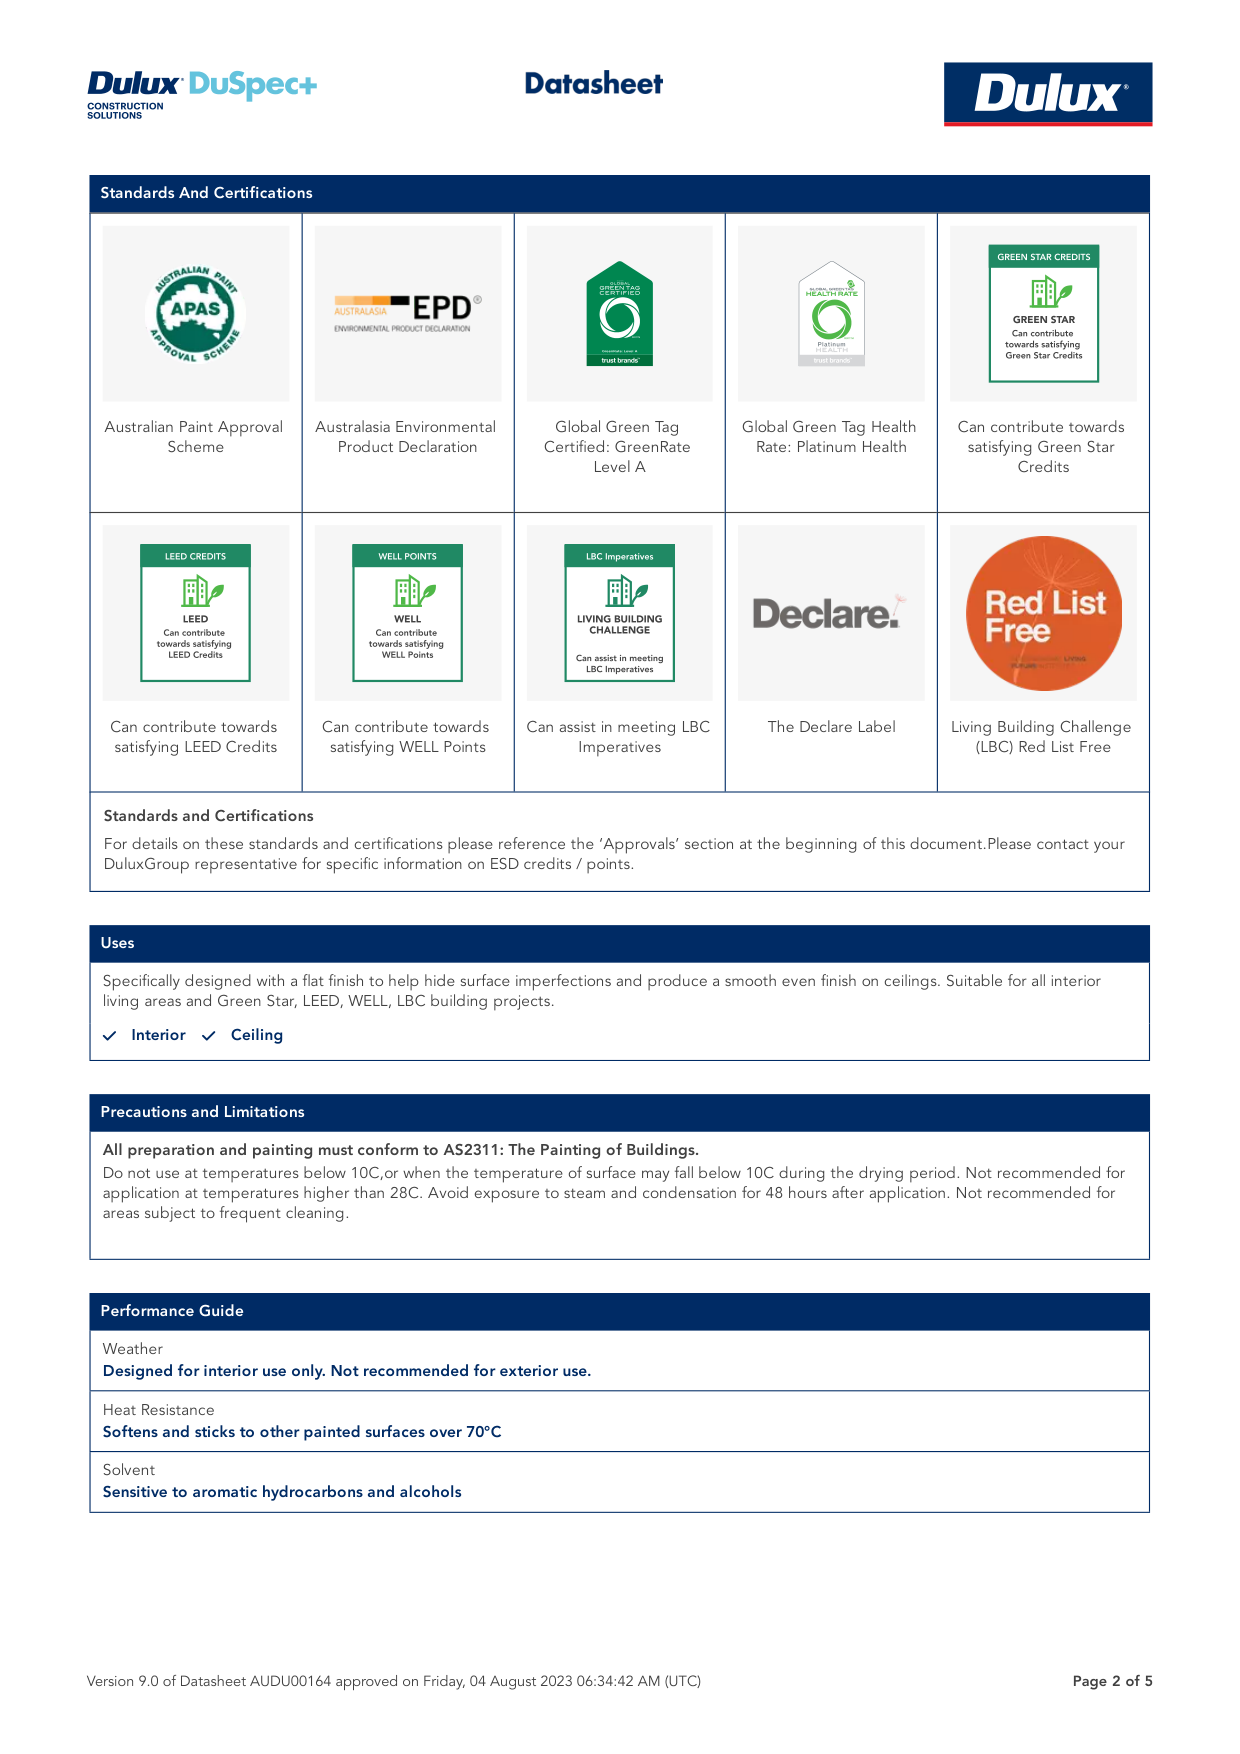 Dulux DuSpec+
CONSTRUCTION
SOLUTIONS
Datasheet
Dulux®
Standards And Certifications
AUSTRALIAN PAINT
APAS
APPROVAL SCHEME
AUSTRALASIA EPD®
ENVIRONMENTAL PRODUCT DECLARATION
GLOBAL
GREENTAG
CERTIFIED
GreenRate Level A
trust brands™
GLOBAL GREEN TAG
HEALTH RATE
Platinum
HEALTH
trust brands™
GREEN STAR CREDITS
GREEN STAR
Can contribute
towards satisfying
Green Star Credits
Australian Paint Approval
Scheme
Australasia Environmental
Product Declaration
Global Green Tag
Certified: GreenRate
Level A
Global Green Tag Health
Rate: Platinum Health
Can contribute towards
satisfying Green Star
Credits
LEED CREDITS
LEED
Can contribute
towards satisfying
LEED Credits
WELL POINTS
WELL
Can contribute
towards satisfying
WELL Points
LBC Imperatives
LIVING BUILDING
CHALLENGE
Can assist in meeting
LBC Imperatives
Declare.
Red List
Free
Can contribute towards
satisfying LEED Credits
Can contribute towards
satisfying WELL Points
Can assist in meeting LBC
Imperatives
The Declare Label
Living Building Challenge
(LBC) Red List Free
Standards and Certifications
For details on these standards and certifications please reference the ‘Approvals’ section at the beginning of this document.Please contact your
DuluxGroup representative for specific information on ESD credits / points.
Uses
Specifically designed with a flat finish to help hide surface imperfections and produce a smooth even finish on ceilings. Suitable for all interior
living areas and Green Star, LEED, WELL, LBC building projects.
✓ Interior ✓ Ceiling
Precautions and Limitations
All preparation and painting must conform to AS2311: The Painting of Buildings.
Do not use at temperatures below 10C,or when the temperature of surface may fall below 10C during the drying period. Not recommended for
application at temperatures higher than 28C. Avoid exposure to steam and condensation for 48 hours after application. Not recommended for
areas subject to frequent cleaning.
Performance Guide
Weather
Designed for interior use only. Not recommended for exterior use.
Heat Resistance
Softens and sticks to other painted surfaces over 70°C
Solvent
Sensitive to aromatic hydrocarbons and alcohols
Version 9.0 of Datasheet AUDU00164 approved on Friday, 04 August 2023 06:34:42 AM (UTC)
Page 2 of 5